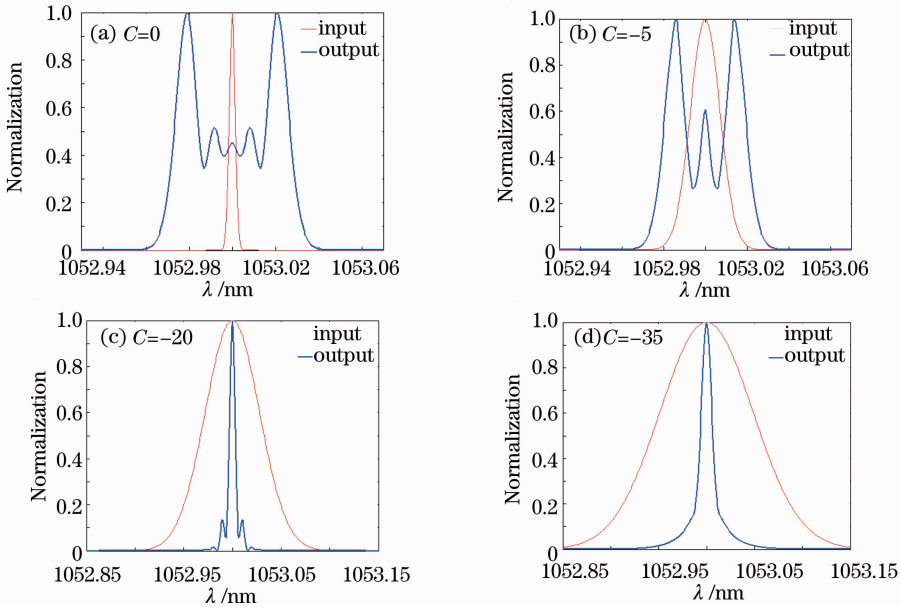 (a) C=0
input
output
1.0
0.8
0.6
0.4
0.2
0
Normalization
1052.94
1052.98
1053.02
1053.06
λ /nm
(b) C=−5
input
output
1.0
0.8
0.6
0.4
0.2
0
Normalization
1052.94
1052.98
1053.02
1053.06
λ /nm
(c) C=−20
input
output
1.0
0.8
0.6
0.4
0.2
0
Normalization
1052.85
1052.95
1053.05
1053.15
λ /nm
(d) C=−35
input
output
1.0
0.8
0.6
0.4
0.2
0
Normalization
1052.85
1052.95
1053.05
1053.15
λ /nm